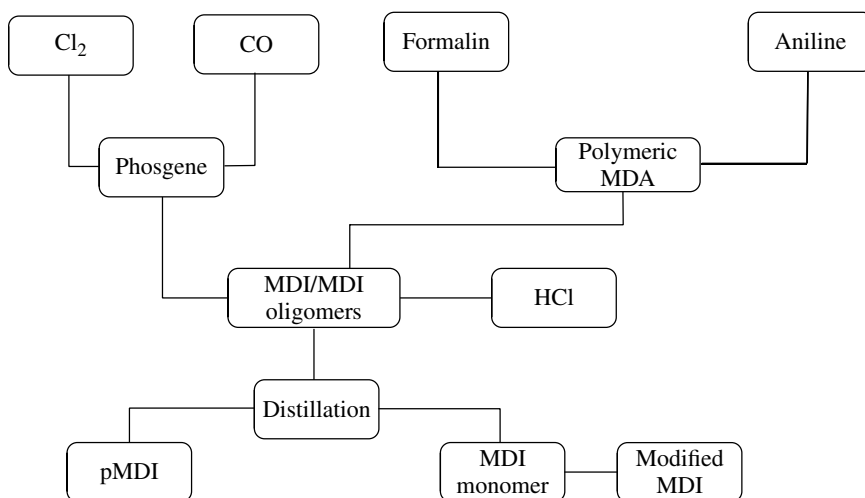 Cl₂
CO
Formalin
Aniline
Phosgene
Polymeric
MDA
MDI/MDI
oligomers
HCl
Distillation
pMDI
MDI
monomer
Modified
MDI